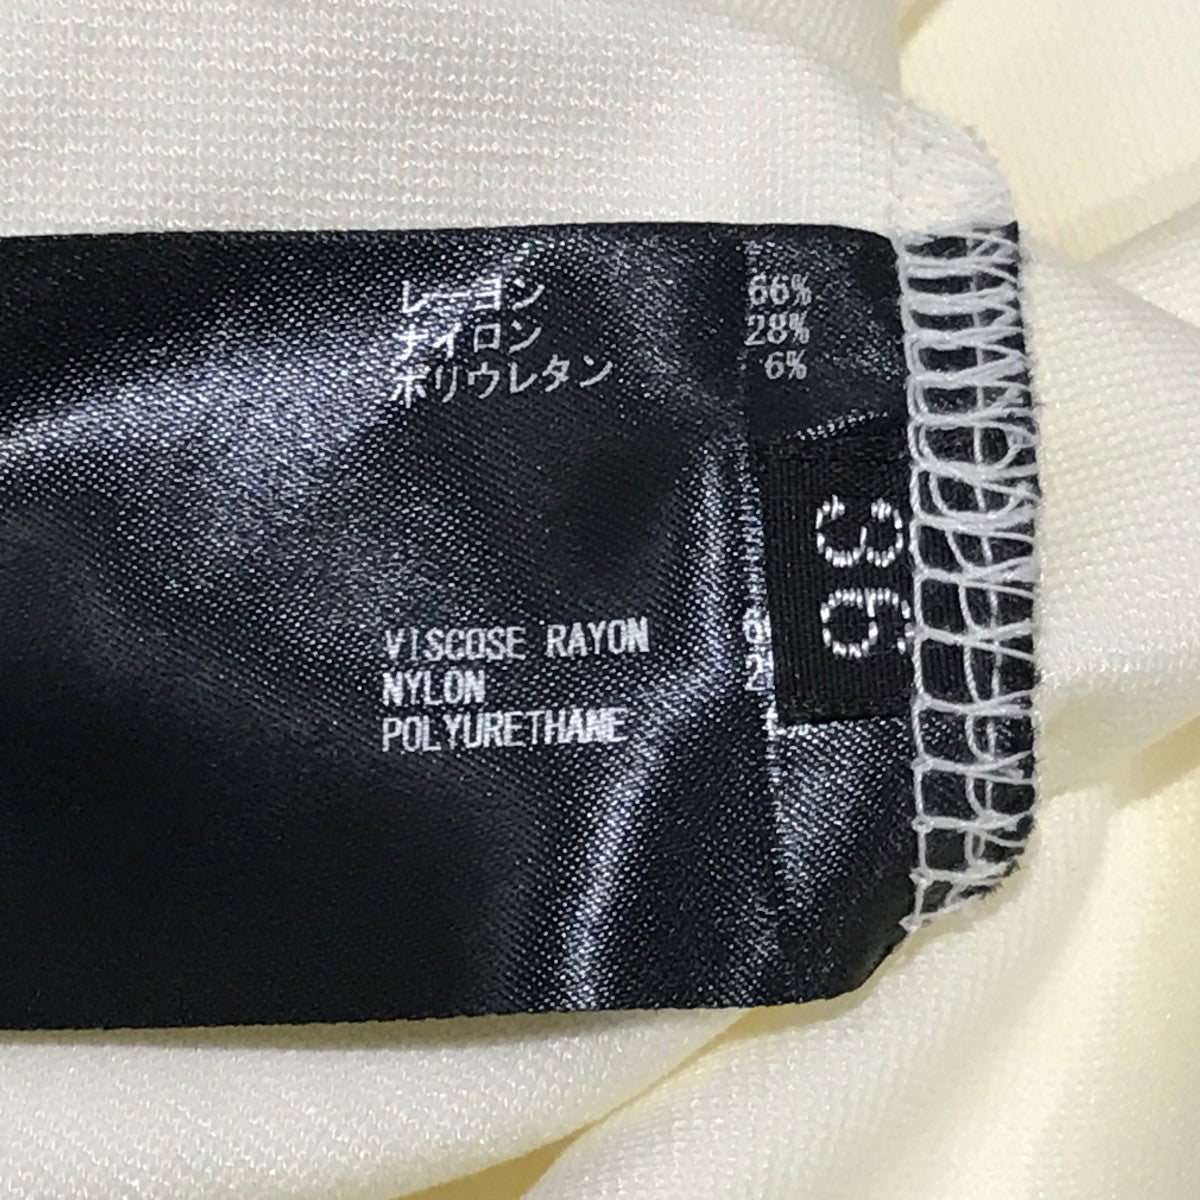 レーヨン 66%
ナイロン 28%
ポリウレタン 6%
36
VISCOSE RAYON
NYLON
POLYURETHANE